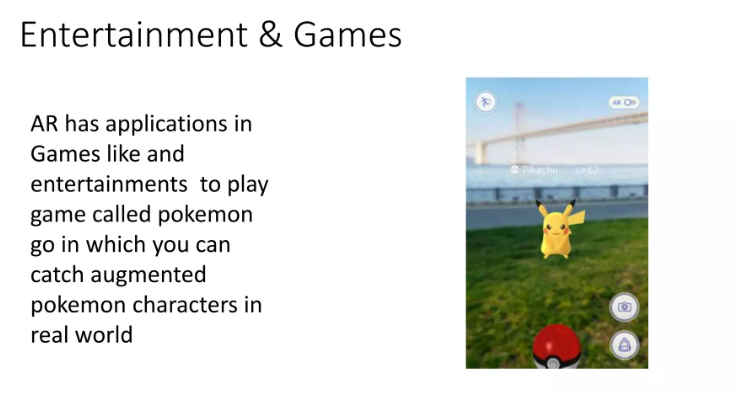 Entertainment & Games
AR has applications in
Games like and
entertainments  to play
game called pokemon
go in which you can
catch augmented
pokemon characters in
real world
AR
Pikachu CP62